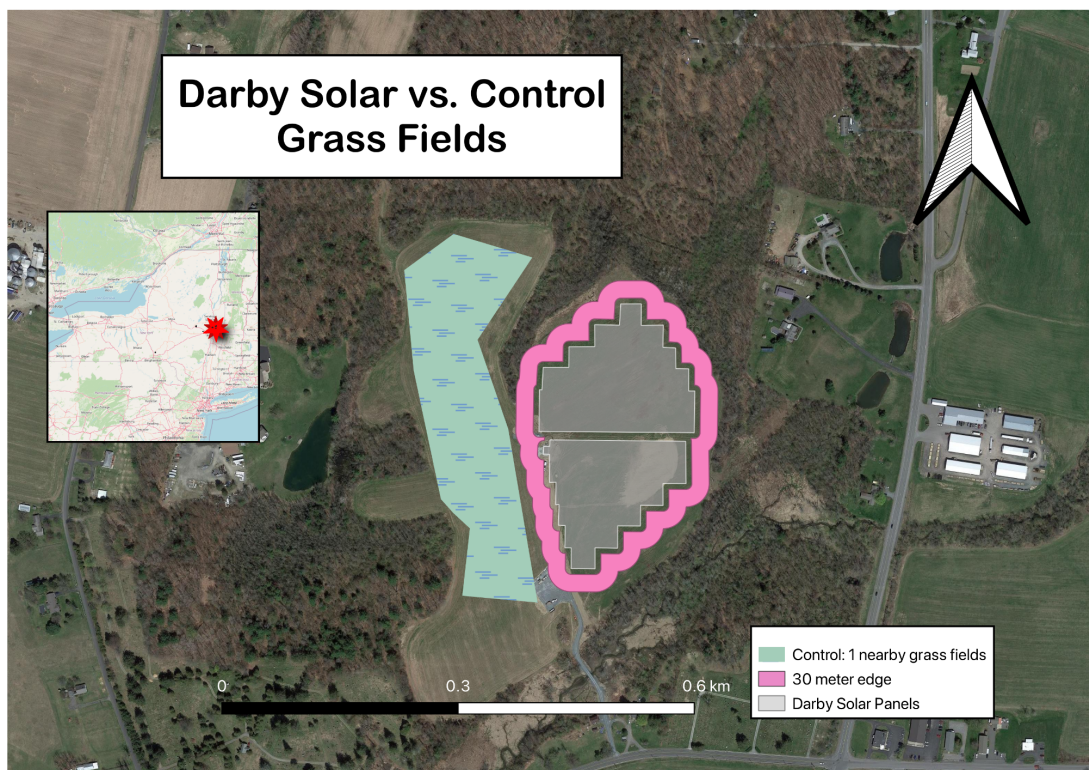 Darby Solar vs. Control
Grass Fields
0
0.3
0.6 km
Control: 1 nearby grass fields
30 meter edge
Darby Solar Panels